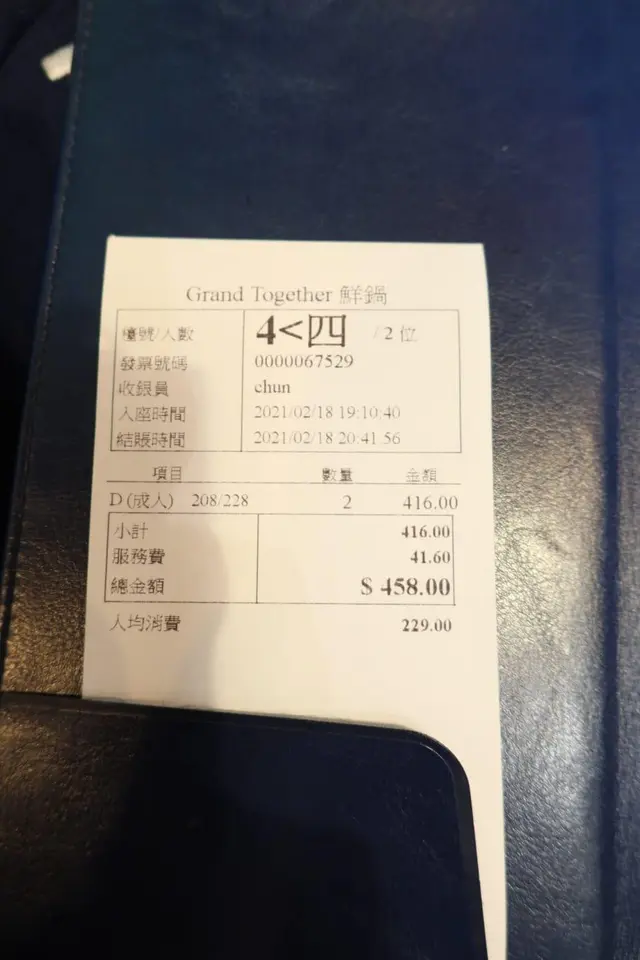 Grand Together 鮮鍋
檯號/人數 4<四 /2 位
發票號碼 0000067529
收銀員 chun
入座時間 2021/02/18 19:10:40
結賬時間 2021/02/18 20:41:56
項目 數量 金額
D (成人) 208/228 2 416.00
小計 416.00
服務費 41.60
總金額 $ 458.00
人均消費 229.00